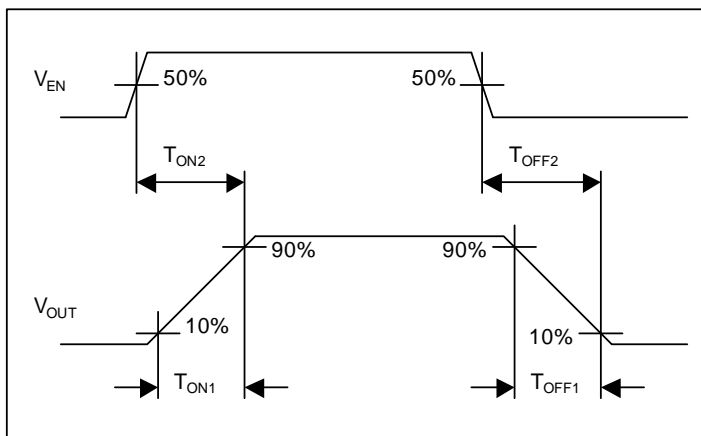 V_EN 50% 50%
T_ON2 T_OFF2
90% 90%
V_OUT 10% 10%
T_ON1 T_OFF1